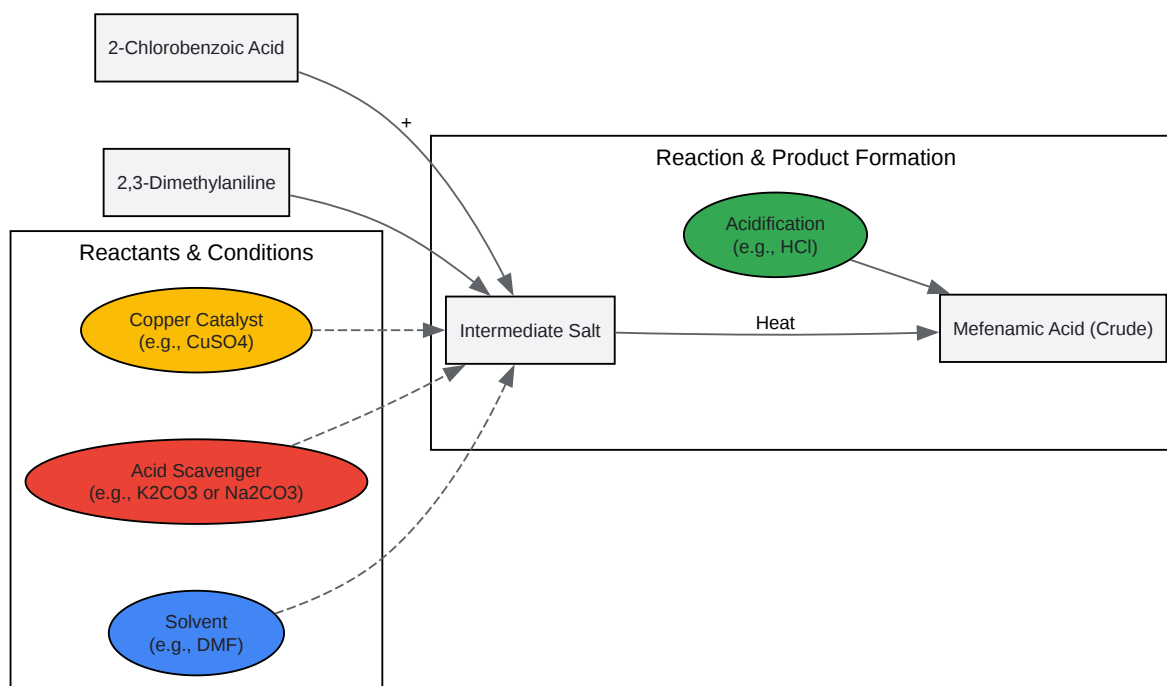 2-Chlorobenzoic Acid
+
2,3-Dimethylaniline
Reactants & Conditions
Copper Catalyst
(e.g., CuSO4)
Acid Scavenger
(e.g., K2CO3 or Na2CO3)
Solvent
(e.g., DMF)
Reaction & Product Formation
Acidification
(e.g., HCl)
Intermediate Salt
Heat
Mefenamic Acid (Crude)